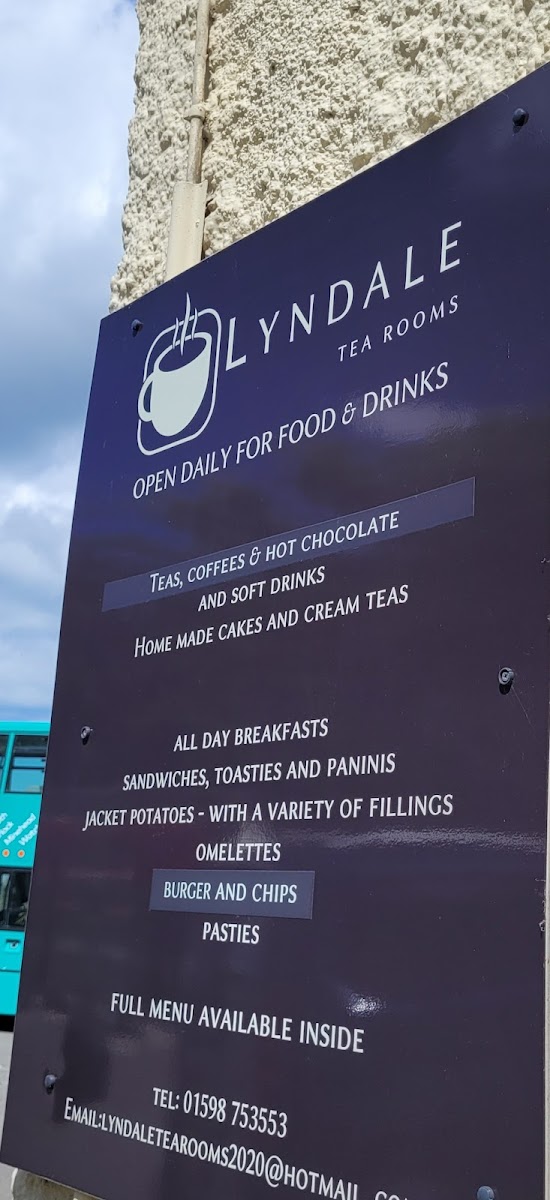 LYNDALE
TEA ROOMS
OPEN DAILY FOR FOOD & DRINKS
TEAS, COFFEES & HOT CHOCOLATE
AND SOFT DRINKS
HOME MADE CAKES AND CREAM TEAS
ALL DAY BREAKFASTS
SANDWICHES, TOASTIES AND PANINIS
JACKET POTATOES - WITH A VARIETY OF FILLINGS
OMELETTES
BURGER AND CHIPS
PASTIES
FULL MENU AVAILABLE INSIDE
TEL: 01598 753553
EMAIL:LYNDALETEAROOMS2020@HOTMAIL.CO
Minehead